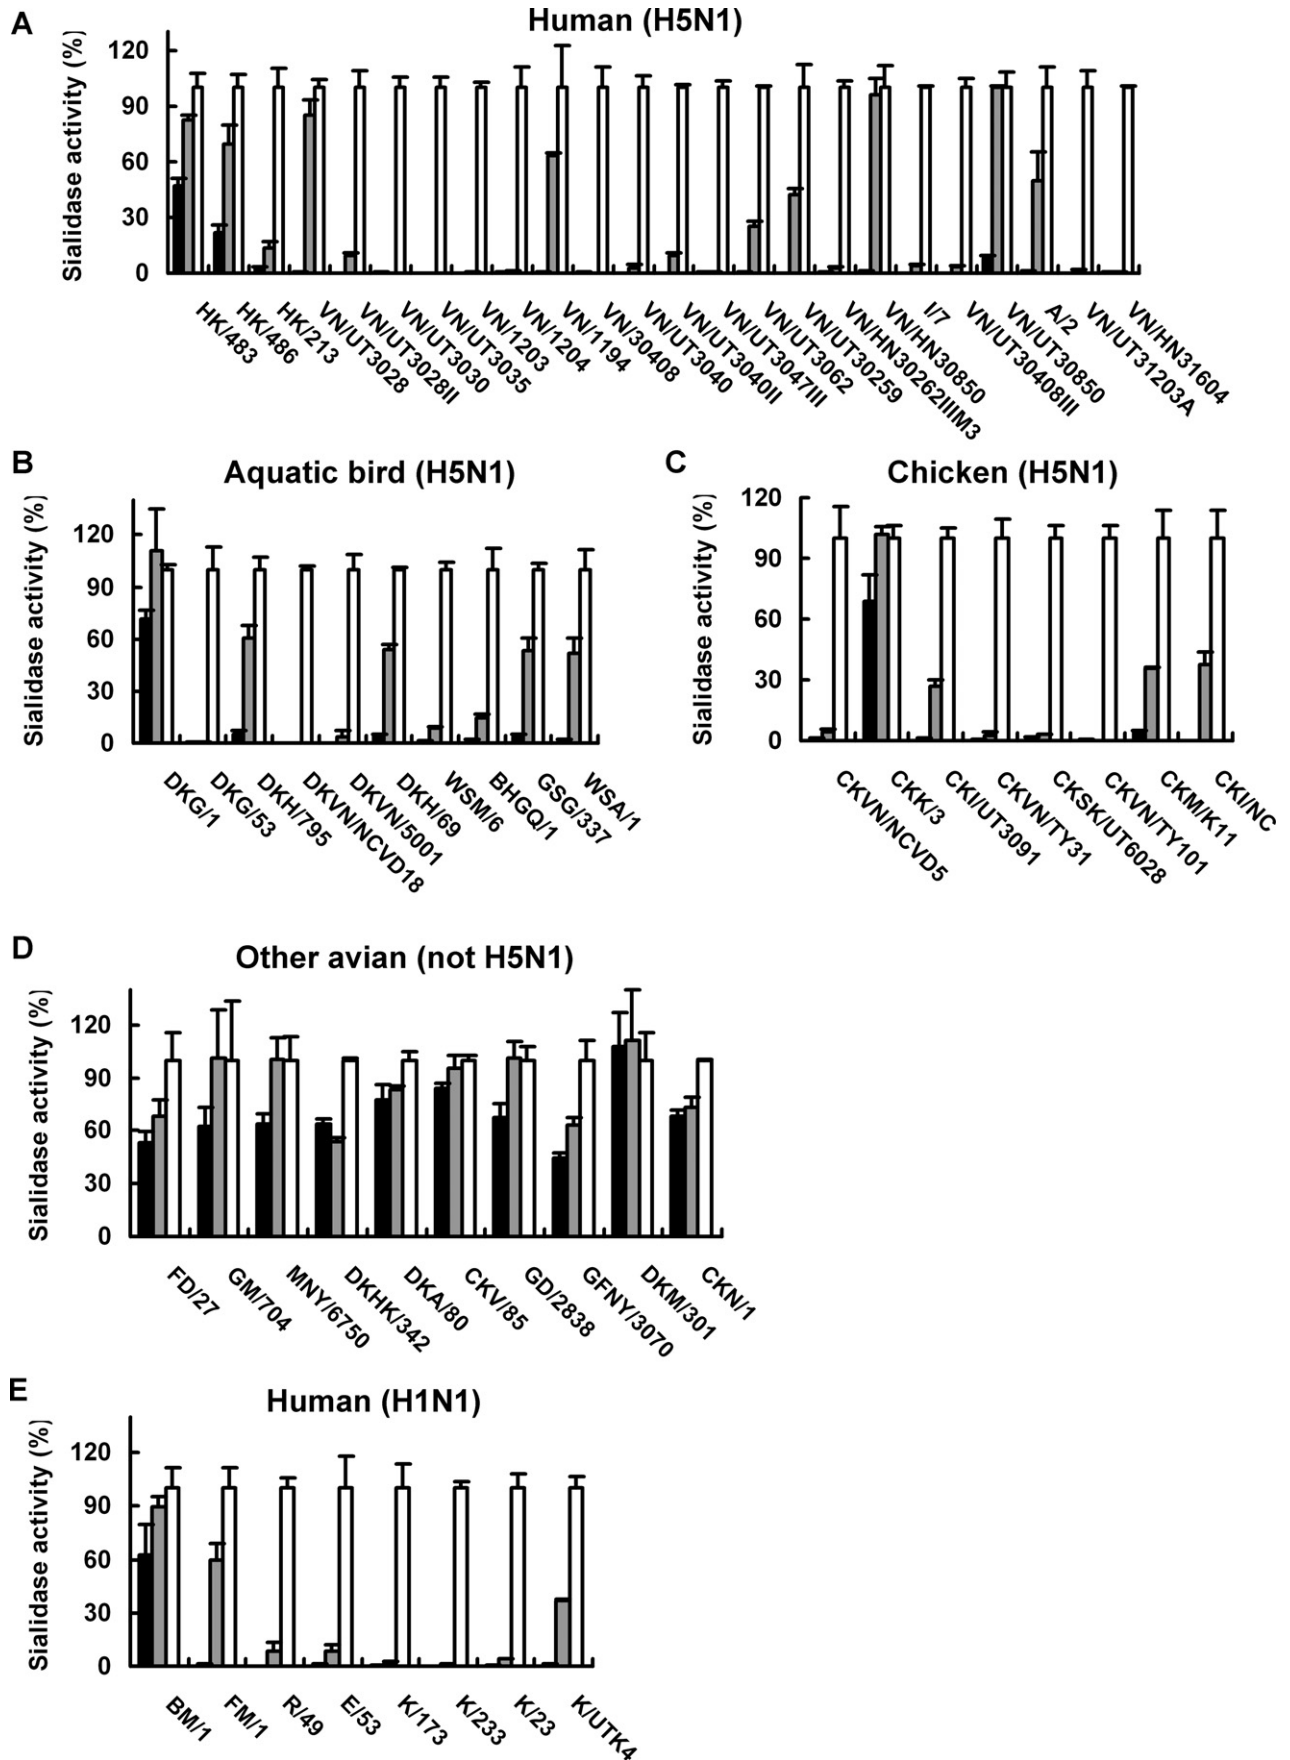 A
Human (H5N1)
Sialidase activity (%)
120
90
60
30
0
HK/483
HK/486
HK/213
VN/UT3028
VN/UT3028II
VN/UT3030
VN/UT3035
VN/1203
VN/1204
VN/1194
VN/30408
VN/UT3040
VN/UT3040II
VN/UT3047III
VN/UT3062
VN/UT30259
VN/HN30262IIIM3
VN/HN30850
I/7
VN/UT30408III
VN/UT30850
A/2
VN/UT31203A
VN/HN31604
B
Aquatic bird (H5N1)
Sialidase activity (%)
120
90
60
30
0
DKG/1
DKG/53
DKH/795
DKVN/NCVD18
DKVN/5001
DKH/69
WSM/6
BHGQ/1
GSG/337
WSA/1
C
Chicken (H5N1)
Sialidase activity (%)
120
90
60
30
0
CKVN/NCVD5
CKK/3
CKI/UT3091
CKVN/TY31
CKSK/UT6028
CKVN/TY101
CKM/K11
CKI/NC
D
Other avian (not H5N1)
Sialidase activity (%)
120
90
60
30
0
FD/27
GM/704
MNY/6750
DKHK/342
DKA/80
CKV/85
GD/2838
GFNY/3070
DKM/301
CKN/1
E
Human (H1N1)
Sialidase activity (%)
120
90
60
30
0
BM/1
FM/1
R/49
E/53
K/173
K/233
K/23
K/UTK4